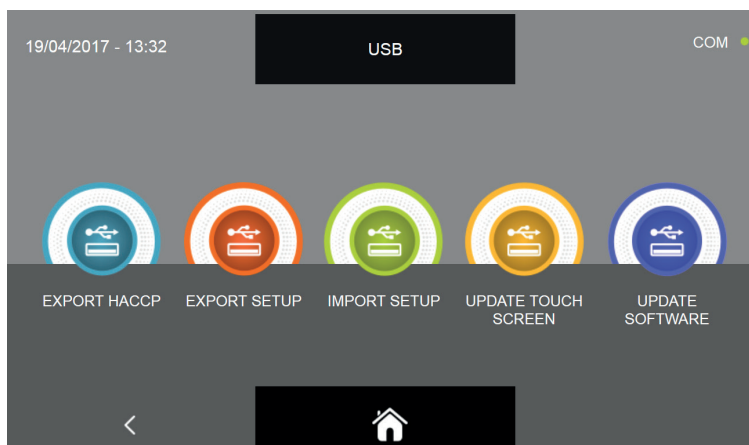 19/04/2017 - 13:32
USB
COM
EXPORT HACCP
EXPORT SETUP
IMPORT SETUP
UPDATE TOUCH
SCREEN
UPDATE
SOFTWARE